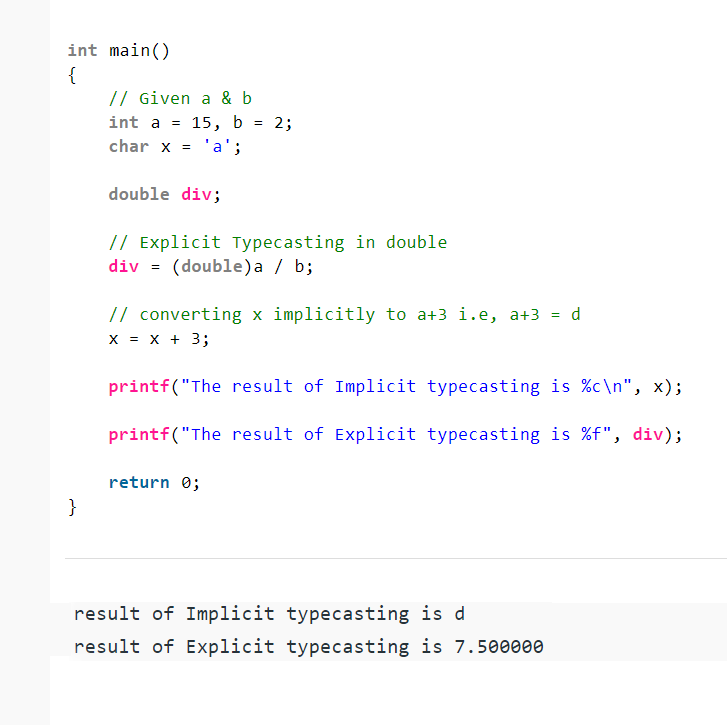 int main()
{
// Given a & b
int a = 15, b = 2;
char x = 'a';
double div;
// Explicit Typecasting in double
div = (double)a / b;
// converting x implicitly to a+3 i.e, a+3 = d
x = x + 3;
printf("The result of Implicit typecasting is %c\n", x);
printf("The result of Explicit typecasting is %f", div);
return 0;
}
result of Implicit typecasting is d
result of Explicit typecasting is 7.500000